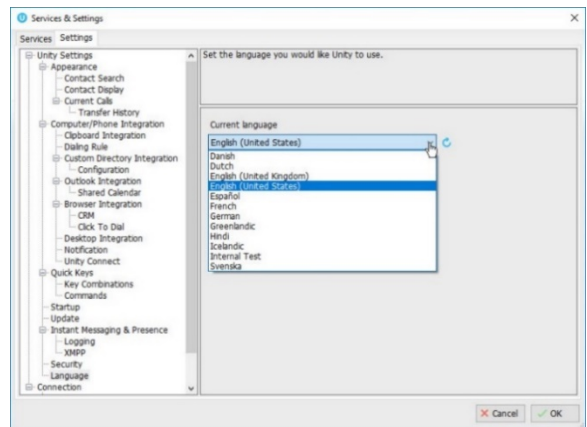 Services & Settings
Services Settings
Unity Settings
Appearance
Contact Search
Contact Display
Current Calls
Transfer History
Computer/Phone Integration
Clipboard Integration
Dialing Rule
Custom Directory Integration
Configuration
Outlook Integration
Shared Calendar
Browser Integration
CRM
Click To Dial
Desktop Integration
Notification
Unity Connect
Quick Keys
Key Combinations
Commands
Startup
Update
Instant Messaging & Presence
Logging
XMPP
Security
Language
Connection
Set the language you would like Unity to use.
Current language
English (United States)
Danish
Dutch
English (United Kingdom)
English (United States)
Español
French
German
Greenlandic
Hindi
Icelandic
Internal Test
Svenska
Cancel
OK